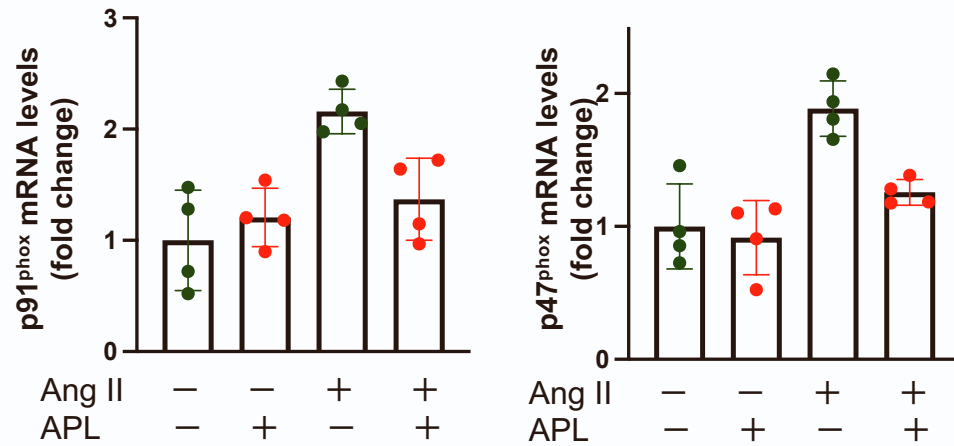 p91phox mRNA levels
(fold change)
3
2
1
0
Ang II − − + +
APL − + − +
p47phox mRNA levels
(fold change)
2
1
0
Ang II − − + +
APL − + − +